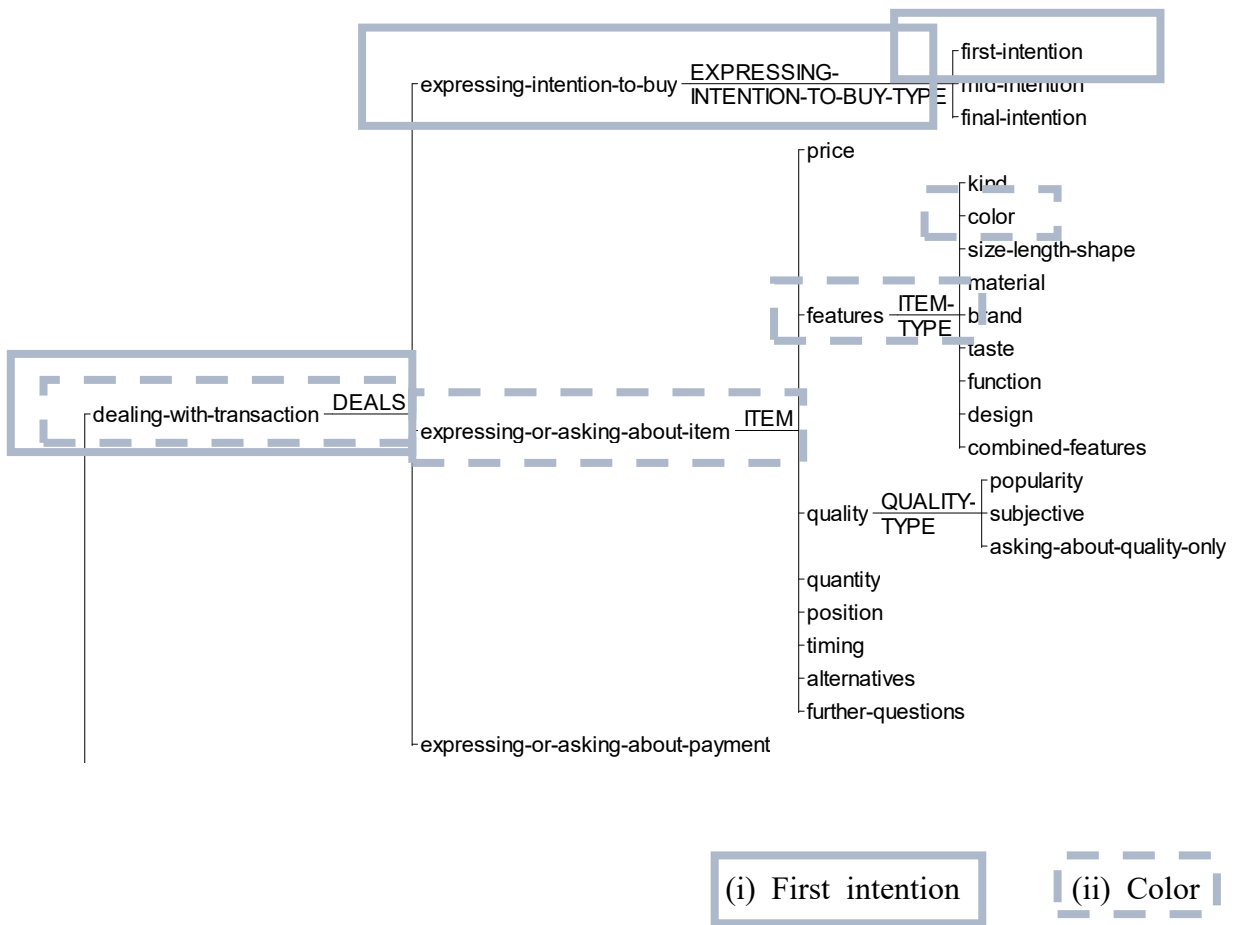 first-intention
expressing-intention-to-buy EXPRESSING-
INTENTION-TO-BUY-TYPE
mid-intention
final-intention
price
kind
color
size-length-shape
material
features ITEM-
TYPE
brand
taste
function
design
combined-features
dealing-with-transaction DEALS
expressing-or-asking-about-item ITEM
popularity
quality QUALITY-
TYPE
subjective
asking-about-quality-only
quantity
position
timing
alternatives
further-questions
expressing-or-asking-about-payment
(i) First intention
(ii) Color